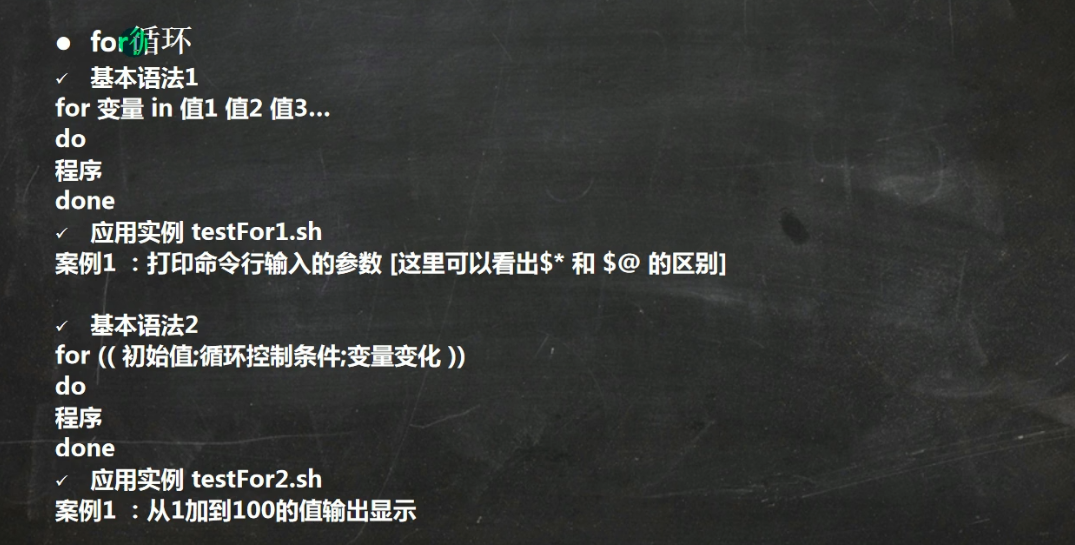 ● for循环
✓ 基本语法1
for 变量 in 值1 值2 值3...
do
程序
done
✓ 应用实例 testFor1.sh
案例1 ：打印命令行输入的参数 [这里可以看出$* 和 $@ 的区别]
✓ 基本语法2
for (( 初始值;循环控制条件;变量变化 ))
do
程序
done
✓ 应用实例 testFor2.sh
案例1 ：从1加到100的值输出显示